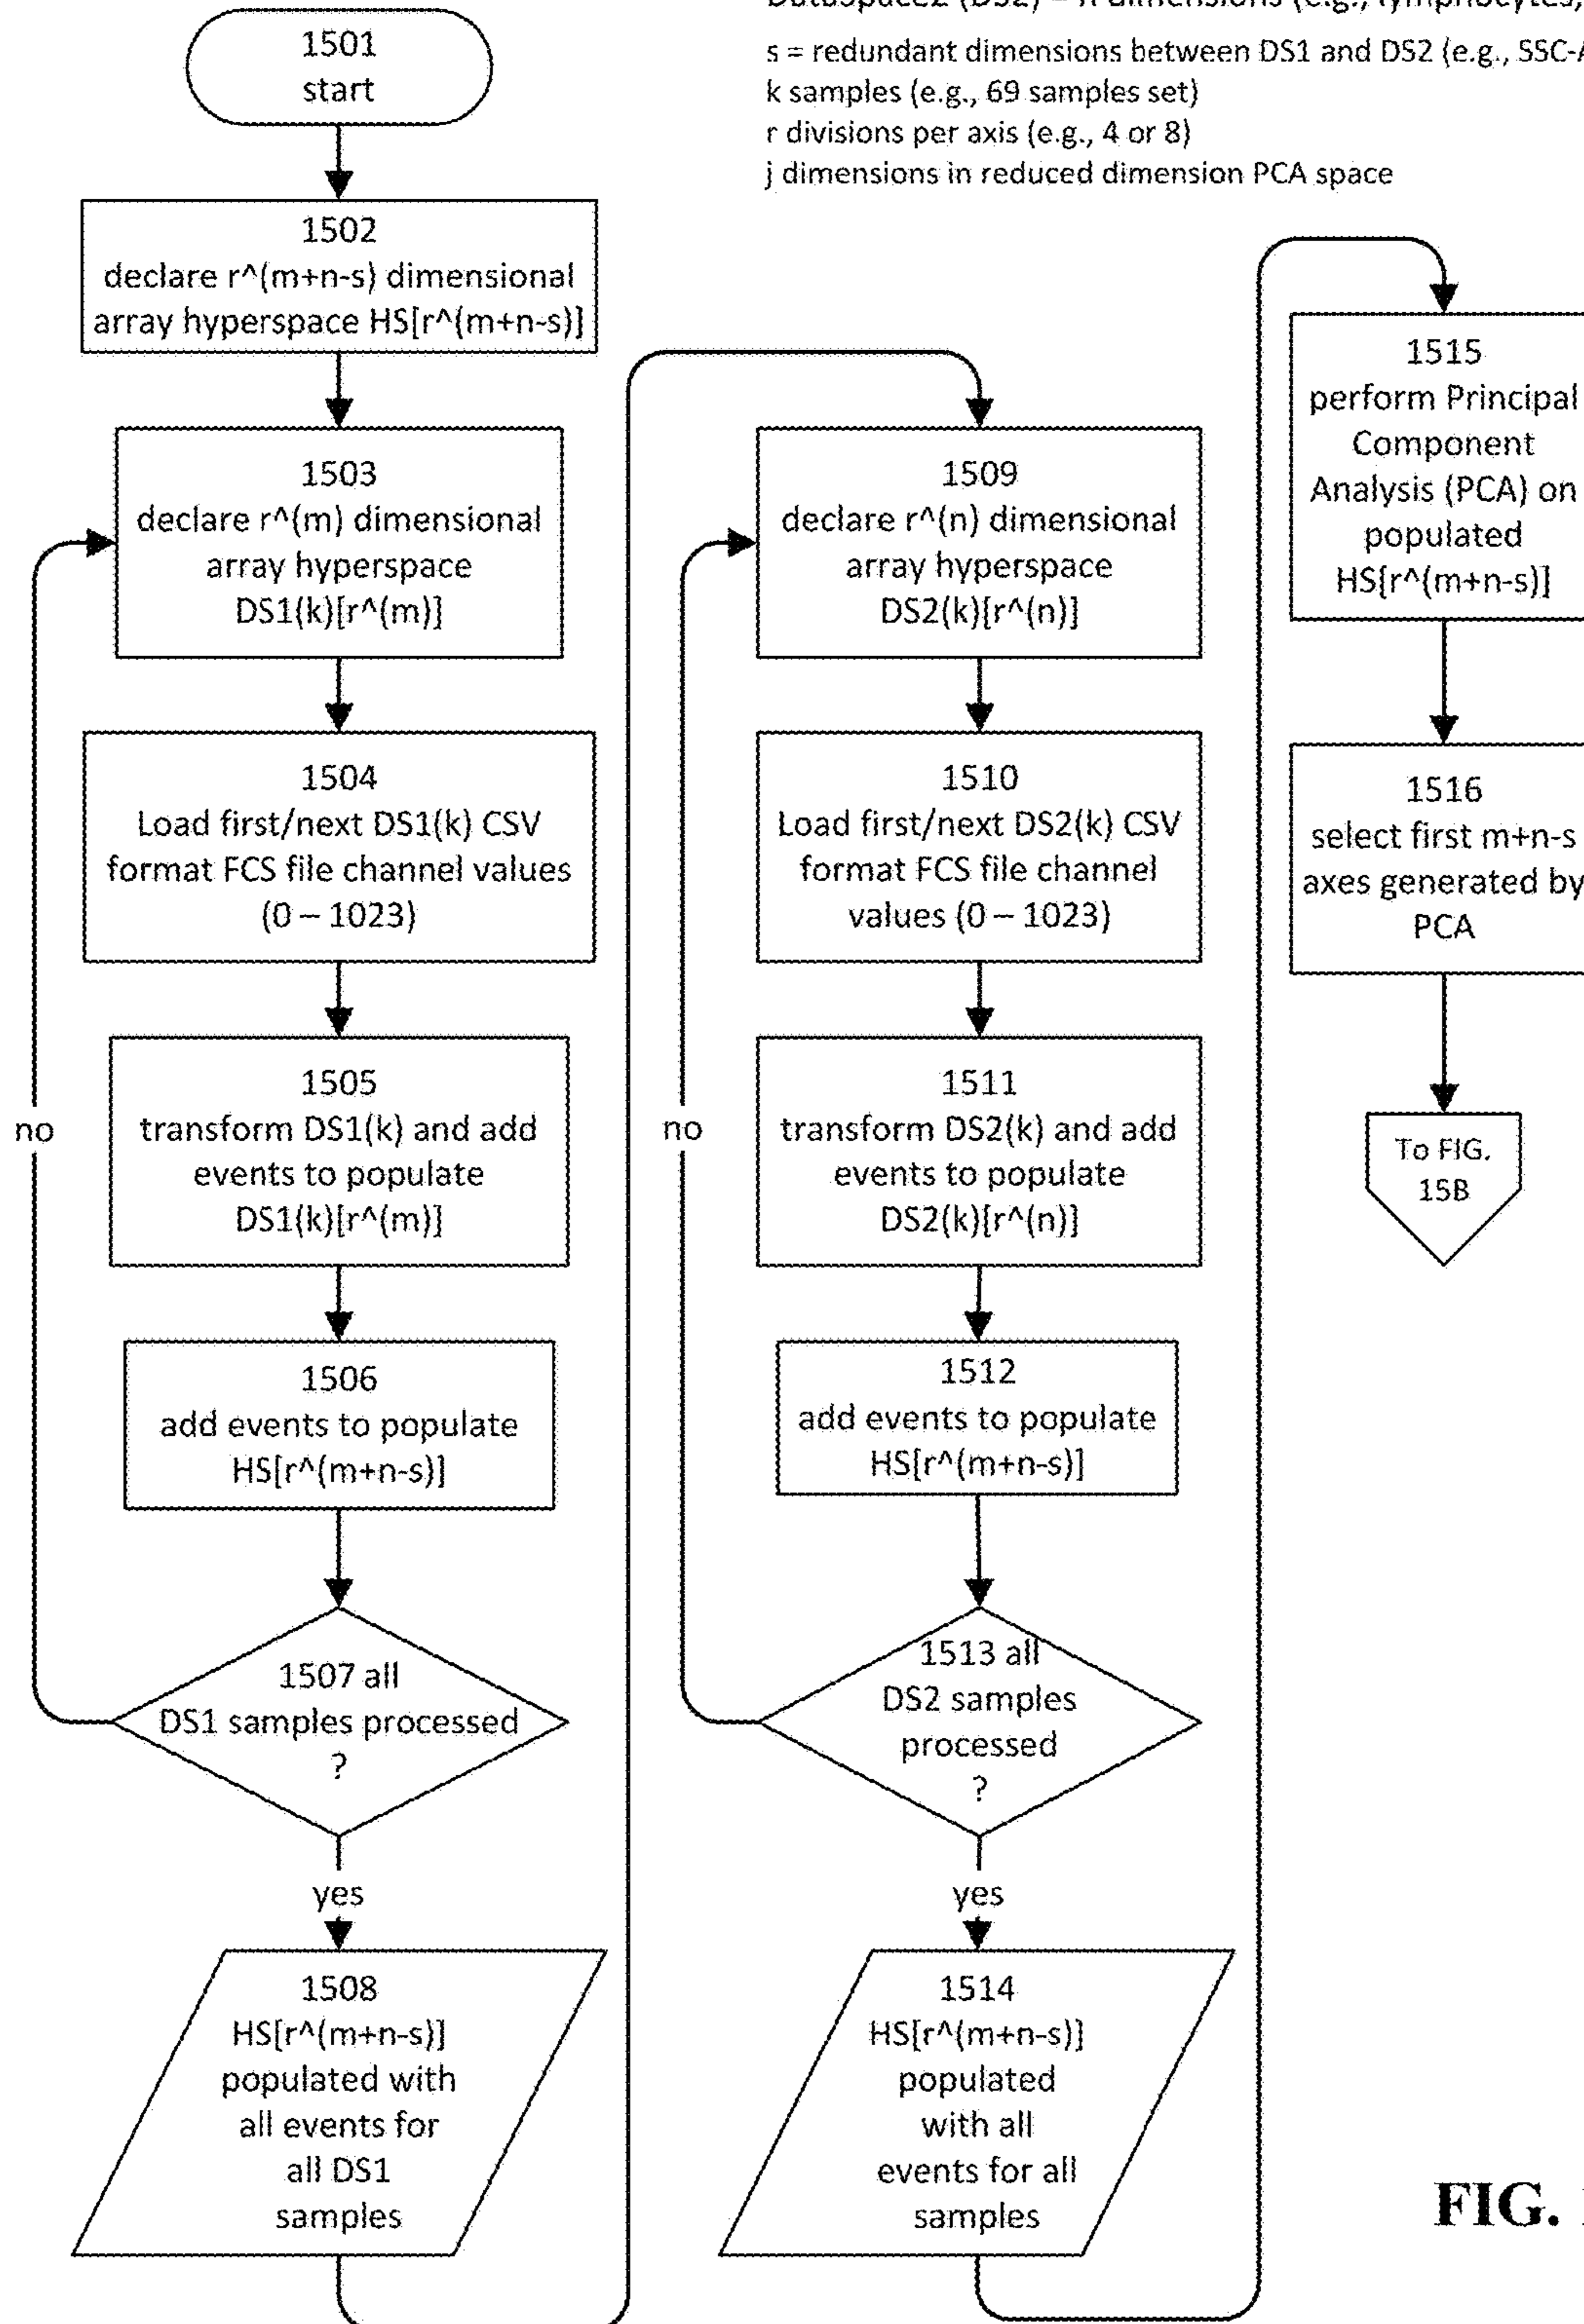 DataSpace2 (DS2) = n dimensions (e.g., lymphocytes,
s = redundant dimensions between DS1 and DS2 (e.g., SSC-A
k samples (e.g., 69 samples set)
r divisions per axis (e.g., 4 or 8)
j dimensions in reduced dimension PCA space
1501
start
1502
declare r^(m+n-s) dimensional
array hyperspace HS[r^(m+n-s)]
1503
declare r^(m) dimensional
array hyperspace
DS1(k)[r^(m)]
1504
Load first/next DS1(k) CSV
format FCS file channel values
(0 – 1023)
1505
transform DS1(k) and add
events to populate
DS1(k)[r^(m)]
no
1506
add events to populate
HS[r^(m+n-s)]
1507 all
DS1 samples processed
?
yes
1508
HS[r^(m+n-s)]
populated with
all events for
all DS1
samples
1509
declare r^(n) dimensional
array hyperspace
DS2(k)[r^(n)]
1510
Load first/next DS2(k) CSV
format FCS file channel
values (0 – 1023)
1511
transform DS2(k) and add
events to populate
DS2(k)[r^(n)]
no
1512
add events to populate
HS[r^(m+n-s)]
1513 all
DS2 samples
processed
?
yes
1514
HS[r^(m+n-s)]
populated
with all
events for all
samples
1515
perform Principal
Component
Analysis (PCA) on
populated
HS[r^(m+n-s)]
1516
select first m+n-s
axes generated by
PCA
To FIG.
15B
FIG.